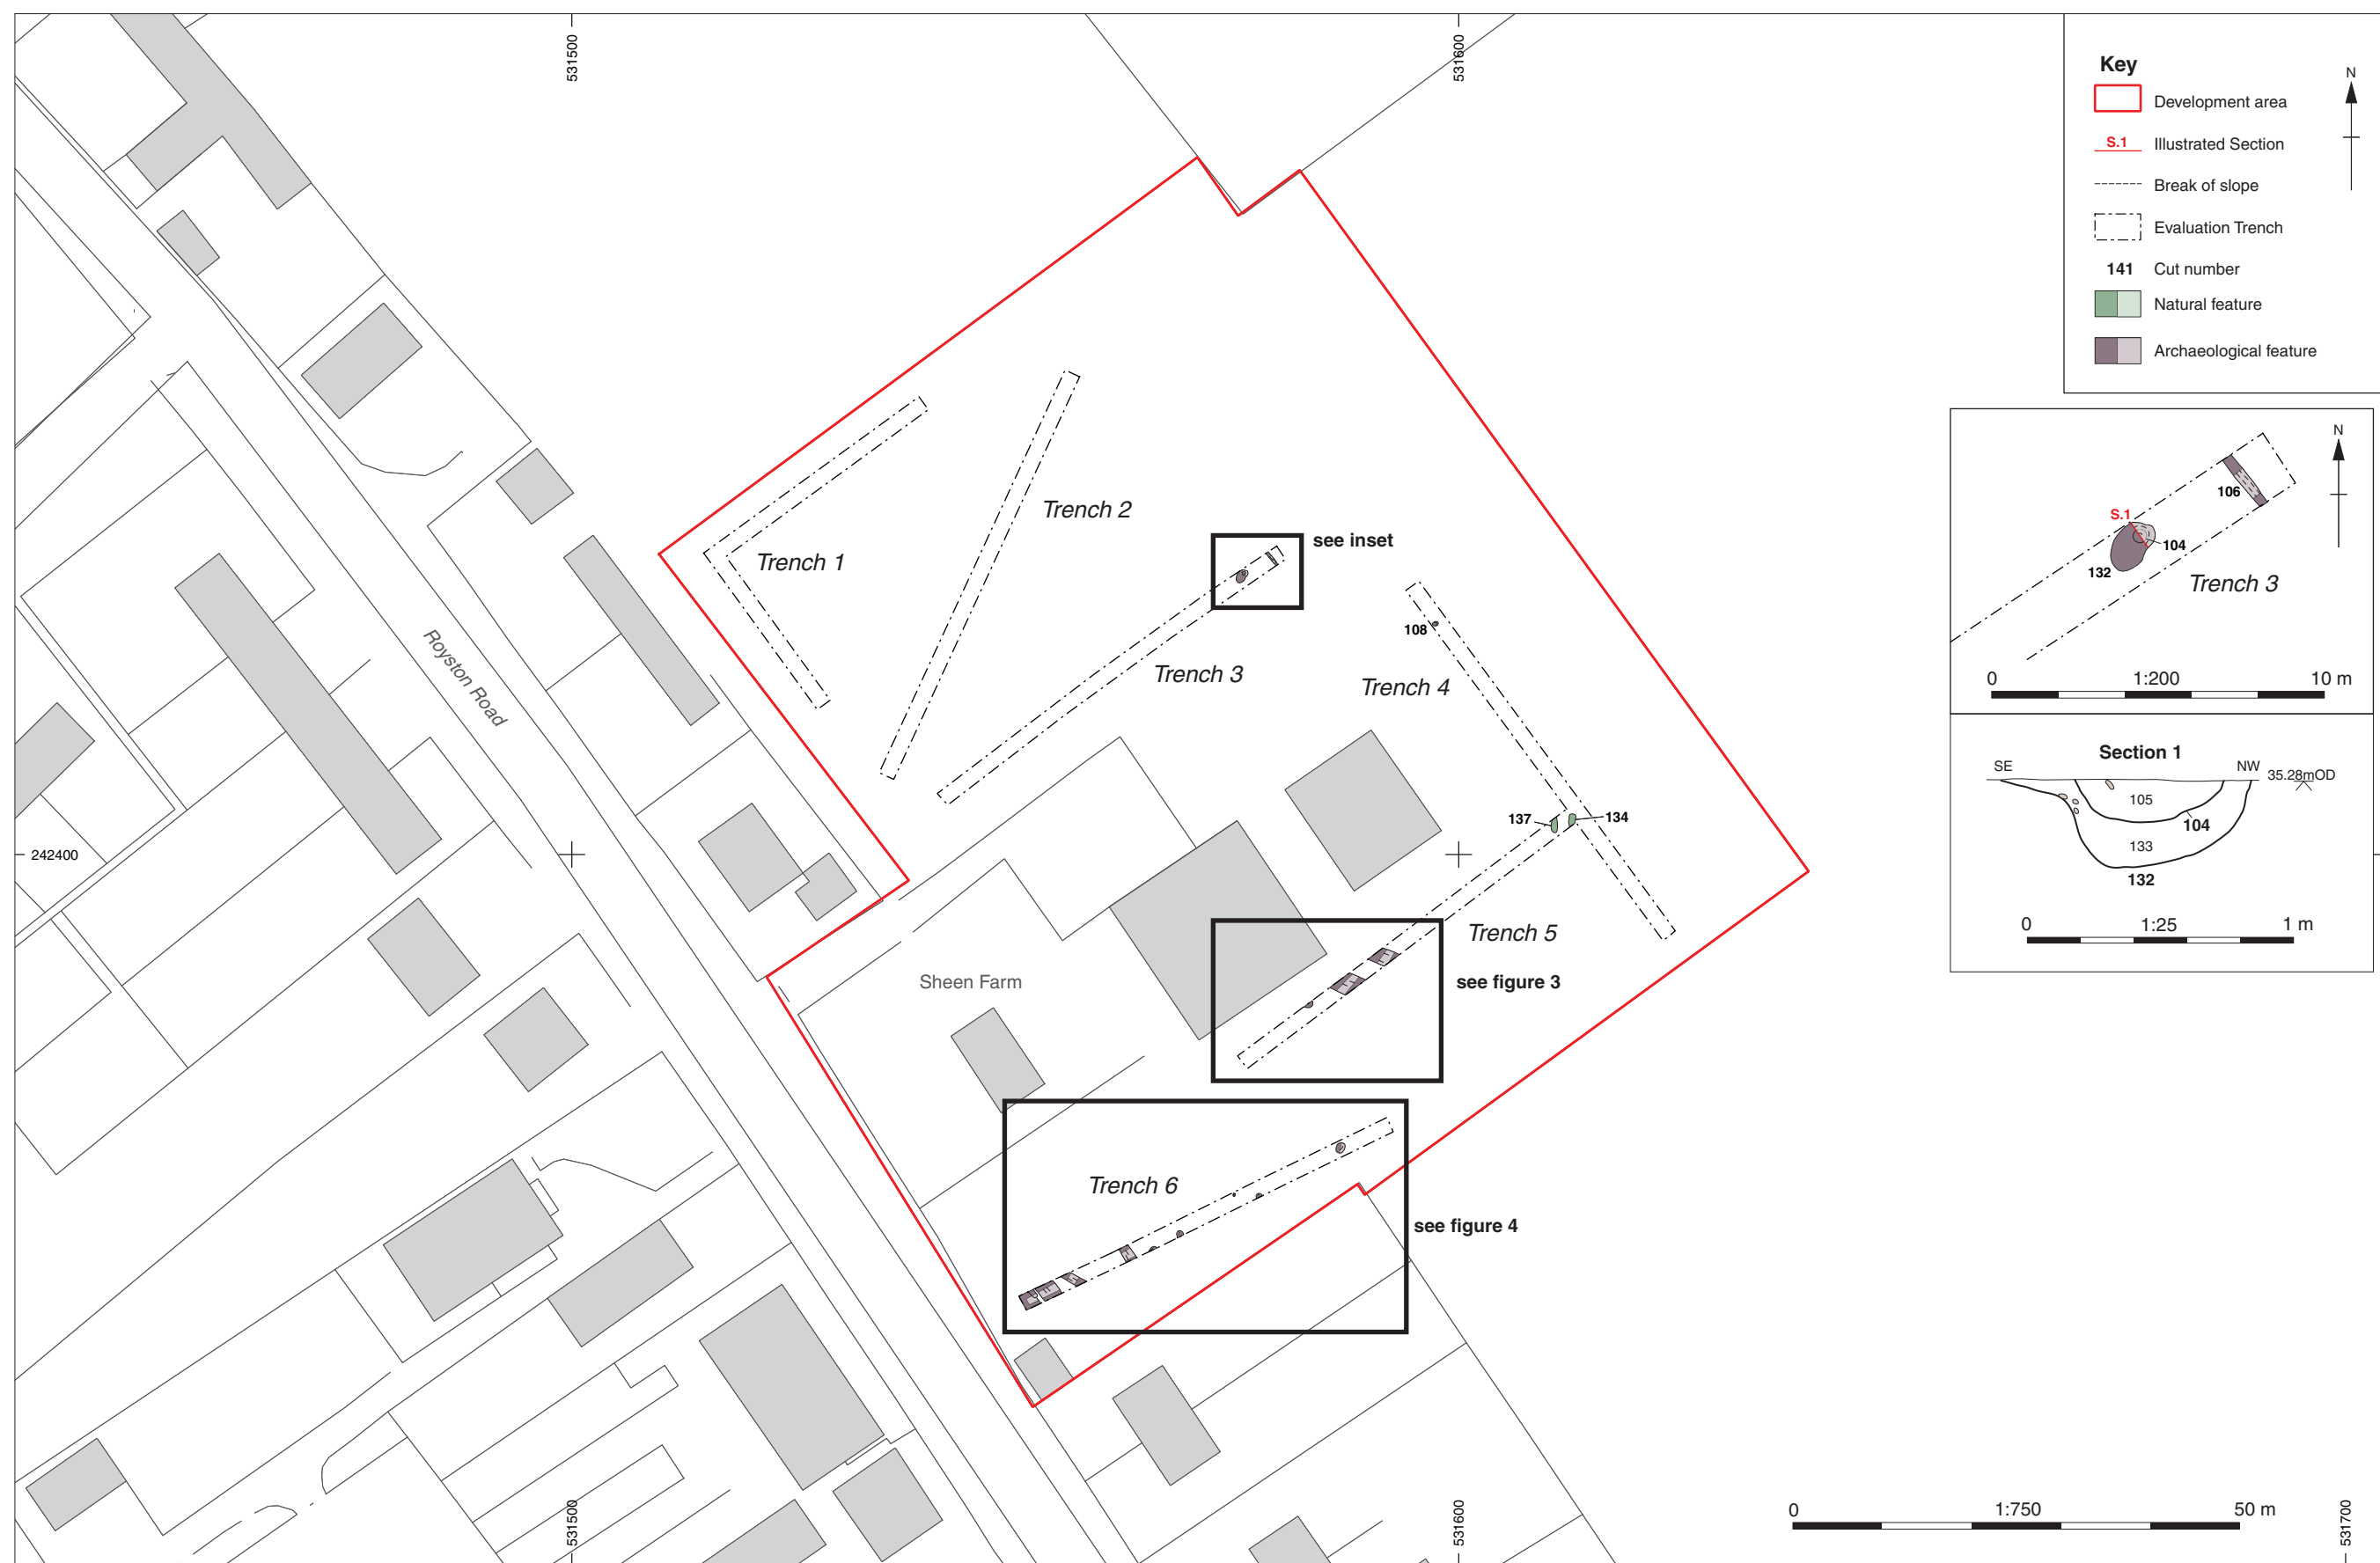 531500
531600
Key
N
Development area
S.1
Illustrated Section
Break of slope
Evaluation Trench
141
Cut number
Natural feature
Archaeological feature
N
106
S.1
104
132
Trench 3
0
1:200
10 m
Section 1
SE
NW
35.28mOD
105
104
133
132
0
1:25
1 m
Trench 2
Trench 1
see inset
108
Trench 3
Trench 4
Royston Road
137
134
242400
Trench 5
Sheen Farm
see figure 3
Trench 6
see figure 4
531500
531600
531700
0
1:750
50 m